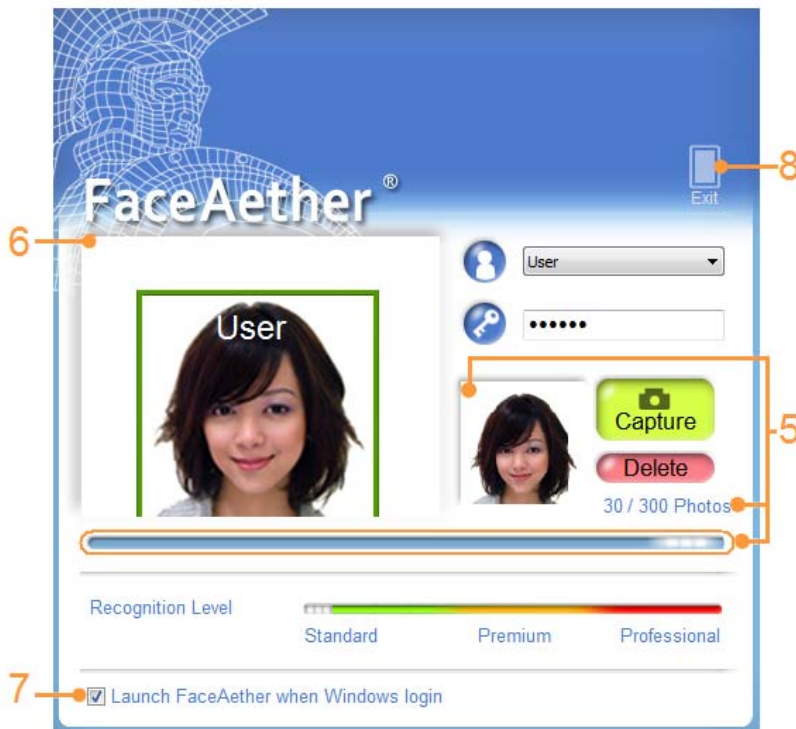 FaceAether®
8
Exit
6
User
User
••••••
Capture
5
Delete
30 / 300 Photos
Recognition Level
Standard Premium Professional
7
Launch FaceAether when Windows login